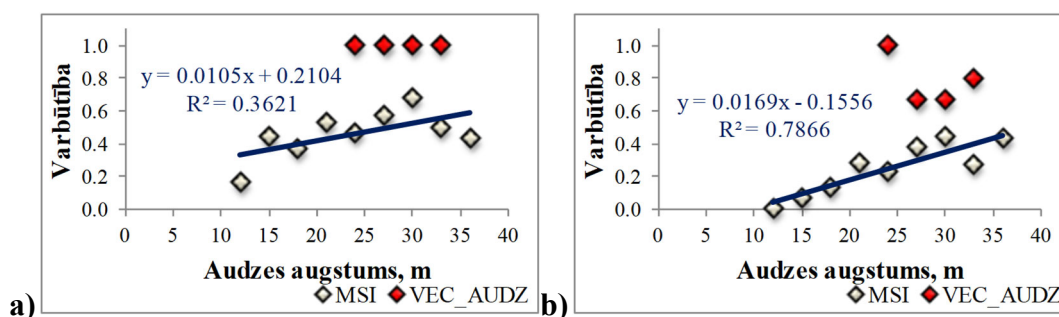 1.0
0.8
0.6
0.4
0.2
0.0
Varbūtība
y = 0.0105x + 0.2104
R² = 0.3621
0 5 10 15 20 25 30 35 40
Audzes augstums, m
MSI VEC_AUDZ
a)
1.0
0.8
0.6
0.4
0.2
0.0
Varbūtība
y = 0.0169x - 0.1556
R² = 0.7866
0 5 10 15 20 25 30 35 40
Audzes augstums, m
MSI VEC_AUDZ
b)